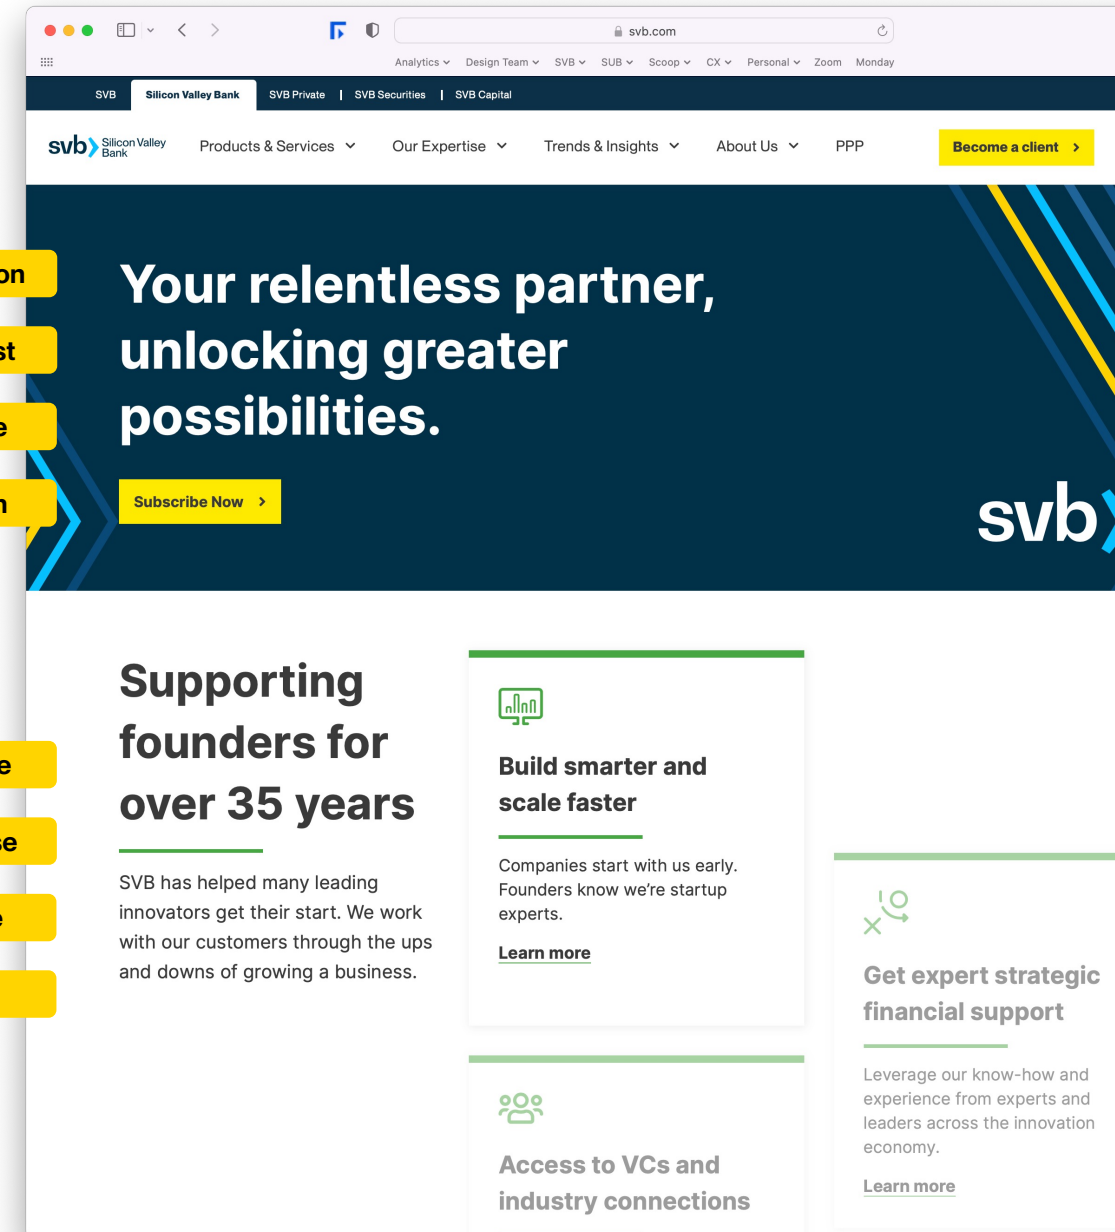 svb.com
Analytics Design Team SVB SUB Scoop CX Personal Zoom Monday
SVB Silicon Valley Bank SVB Private | SVB Securities | SVB Capital
svb Silicon Valley Bank
Products & Services Our Expertise Trends & Insights About Us PPP Become a client
Your relentless partner,
unlocking greater
possibilities.
Subscribe Now
svb
Supporting
founders for
over 35 years
SVB has helped many leading
innovators get their start. We work
with our customers through the ups
and downs of growing a business.
Build smarter and
scale faster
Companies start with us early.
Founders know we’re startup
experts.
Learn more
Get expert strategic
financial support
Leverage our know-how and
experience from experts and
leaders across the innovation
economy.
Learn more
Access to VCs and
industry connections